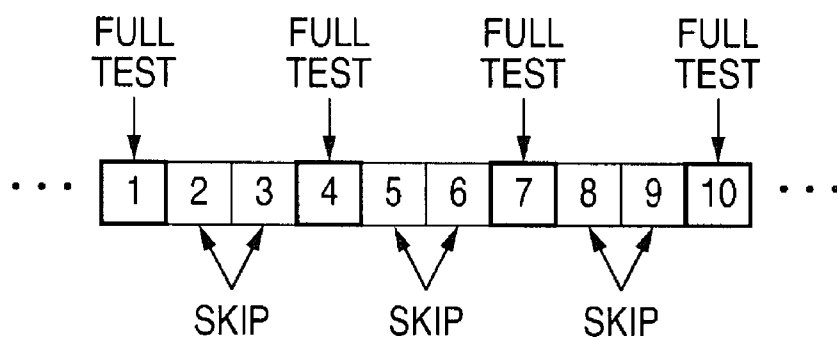 FULL TEST FULL TEST FULL TEST FULL TEST
... 1 2 3 4 5 6 7 8 9 10 ...
SKIP SKIP SKIP